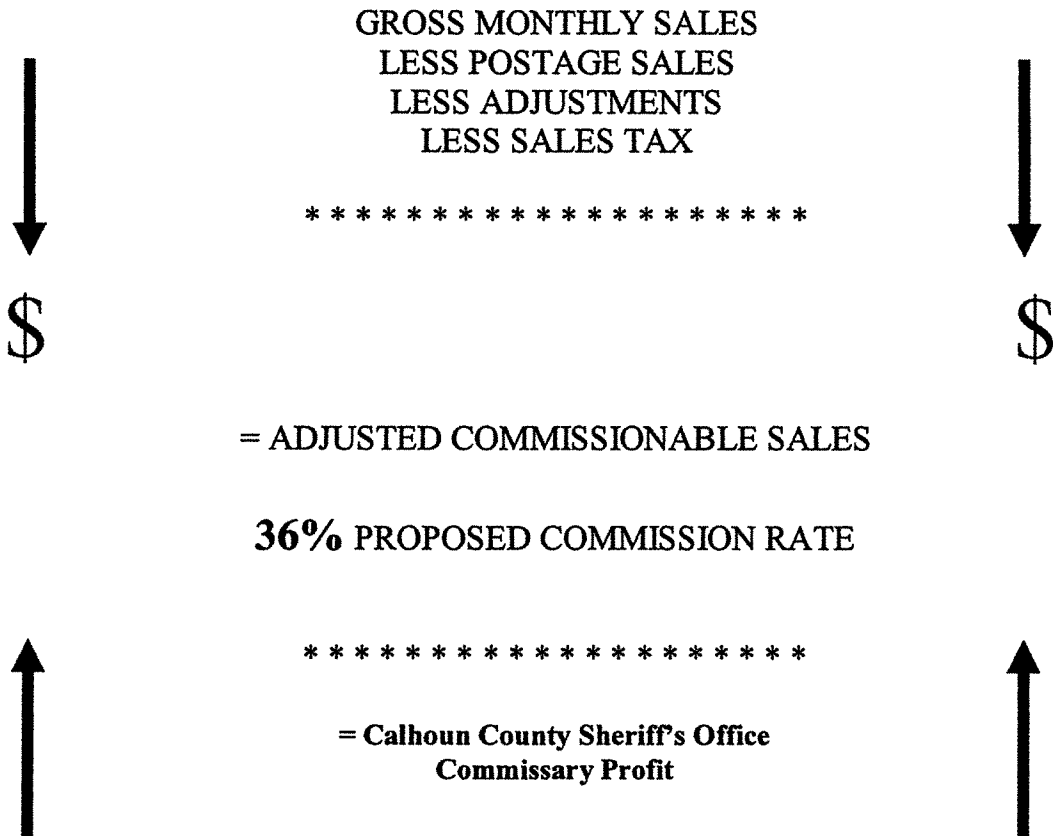 GROSS MONTHLY SALES
LESS POSTAGE SALES
LESS ADJUSTMENTS
LESS SALES TAX
* * * * * * * * * * * * * * * * * * * *
$ $
= ADJUSTED COMMISSIONABLE SALES
36% PROPOSED COMMISSION RATE
* * * * * * * * * * * * * * * * * * * *
= Calhoun County Sheriff's Office
Commissary Profit